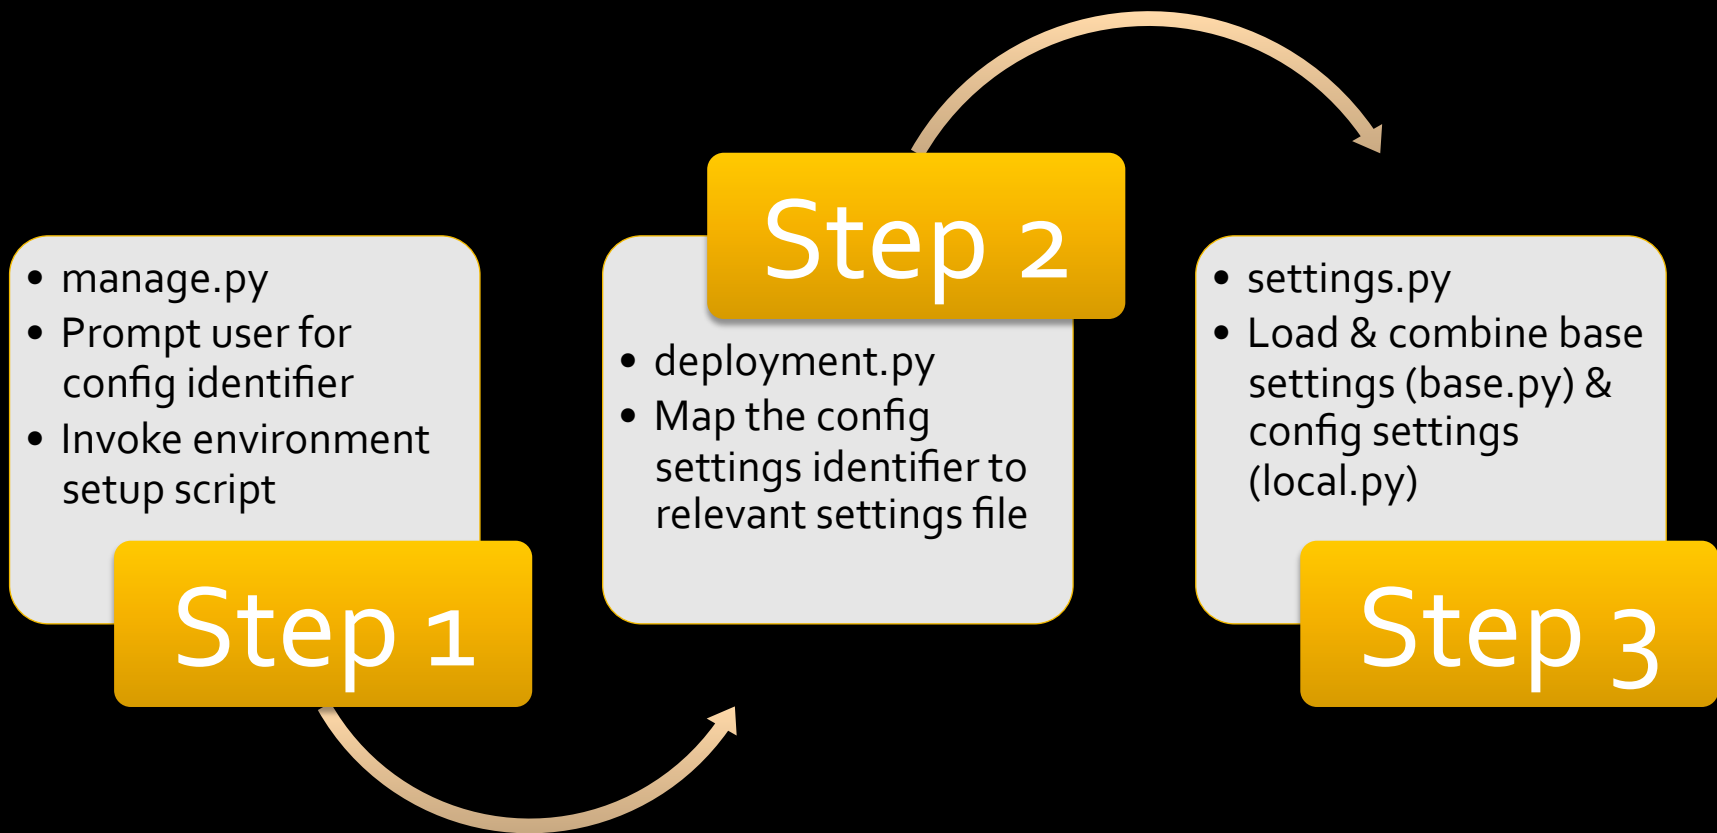 • manage.py
• Prompt user for
config identifier
• Invoke environment
setup script
Step 1
Step 2
• deployment.py
• Map the config
settings identifier to
relevant settings file
• settings.py
• Load & combine base
settings (base.py) &
config settings
(local.py)
Step 3